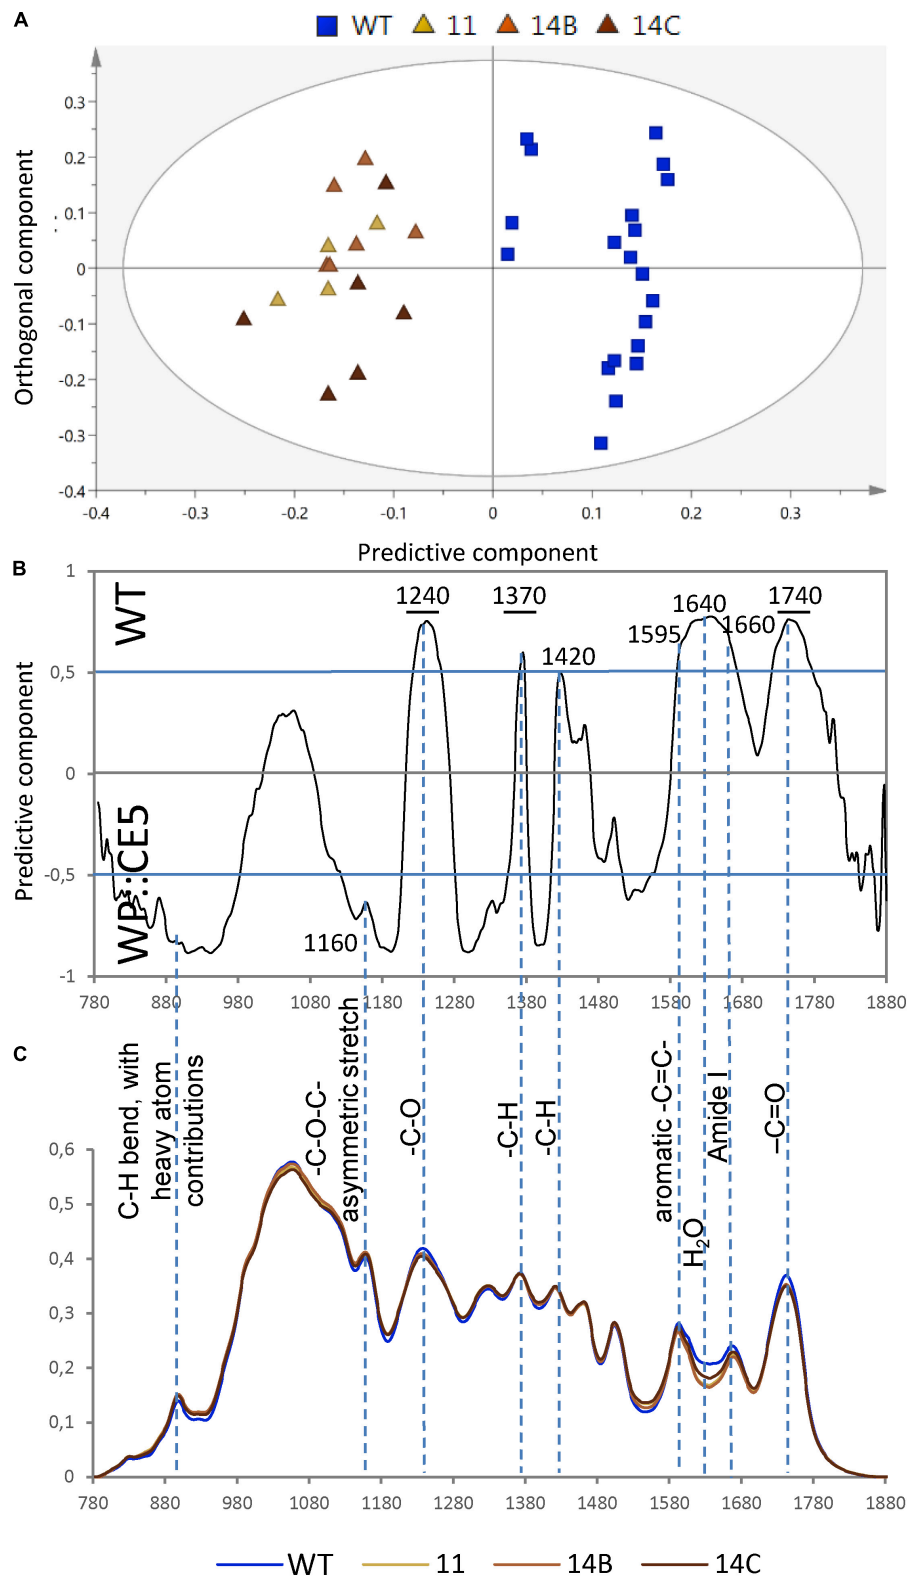 A
WT 11 14B 14C
Orthogonal component
0.3
0.2
0.1
0
-0.1
-0.2
-0.3
-0.4
-0.4 -0.3 -0.2 -0.1 0 0.1 0.2 0.3
Predictive component
B
Predictive component
1
0,5
0
-0,5
-1
WT
WP::CE5
1240
1370
1420
1595
1640
1660
1740
1160
780 880 980 1080 1180 1280 1380 1480 1580 1680 1780 1880
C
C-H bend, with
heavy atom
contributions
-C-O-C-
asymmetric stretch
-C-O
-C-H
-C-H
aromatic -C=C-
H2O
Amide I
–C=O
0,6
0,5
0,4
0,3
0,2
0,1
0
780 880 980 1080 1180 1280 1380 1480 1580 1680 1780 1880
WT 11 14B 14C